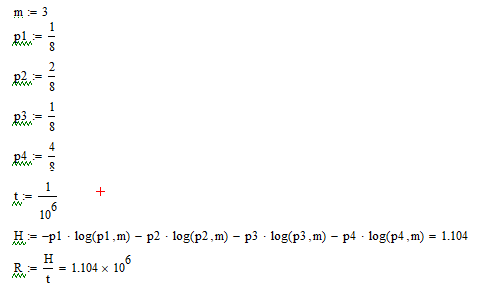 m := 3
p1 := 1/8
p2 := 2/8
p3 := 1/8
p4 := 4/8
t := 1/10^6
H := -p1 · log(p1,m) - p2 · log(p2,m) - p3 · log(p3,m) - p4 · log(p4,m) = 1.104
R := H/t = 1.104 × 10^6